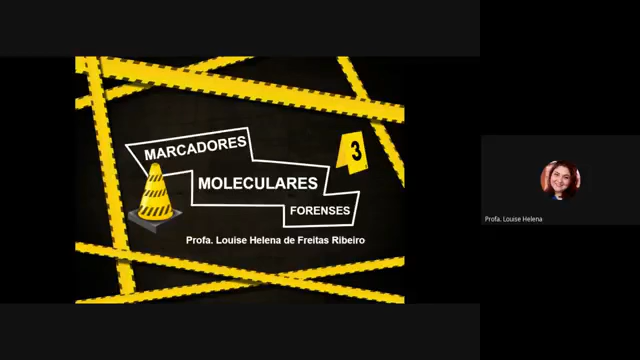 MARCADORES
3
MOLECULARES
FORENSES
Profa. Louise Helena de Freitas Ribeiro
Profa. Louise Helena